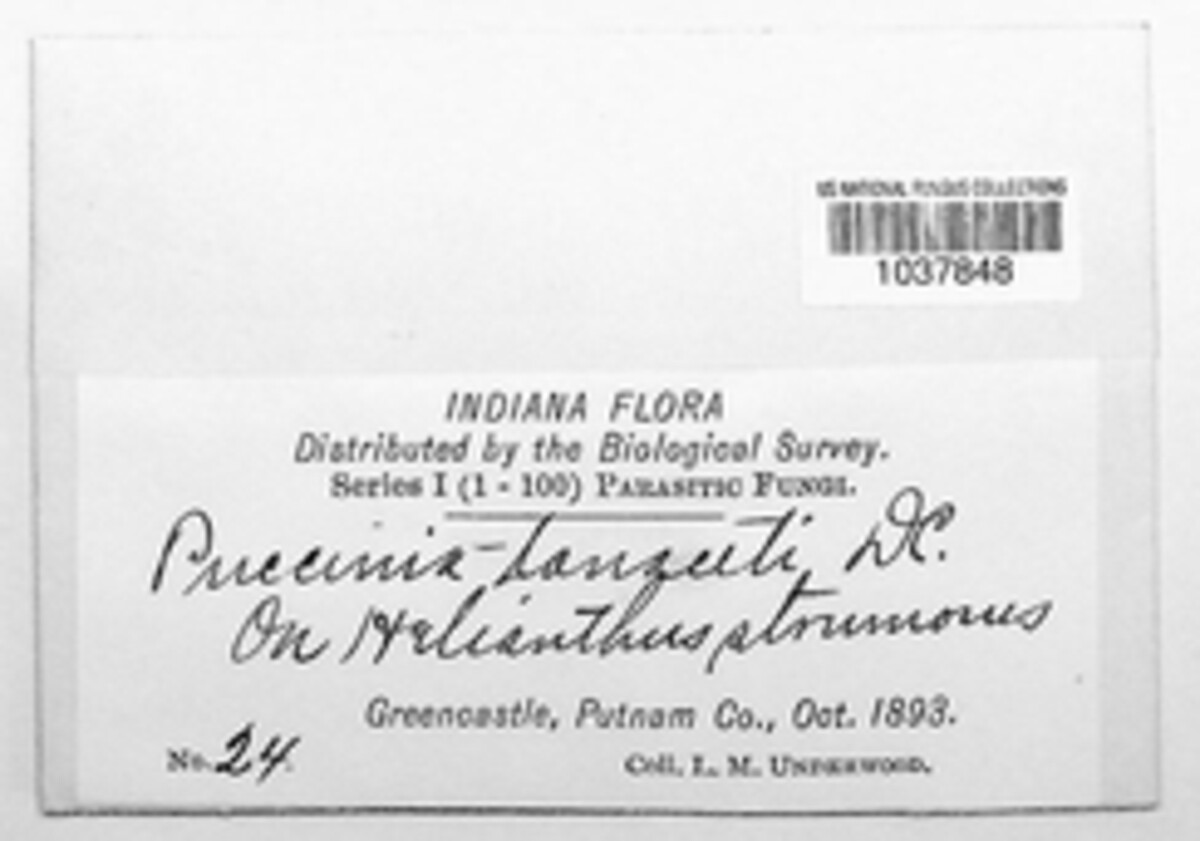 US NATIONAL FUNGUS COLLECTIONS
1037848
INDIANA FLORA
Distributed by the Biological Survey.
Series I (1 - 100) PARASITIC FUNGI.
Puccinia tanaceti DC.
On Helianthus strumosus
Greencastle, Putnam Co., Oct. 1893.
No. 24.
Coll. L. M. UNDERWOOD.